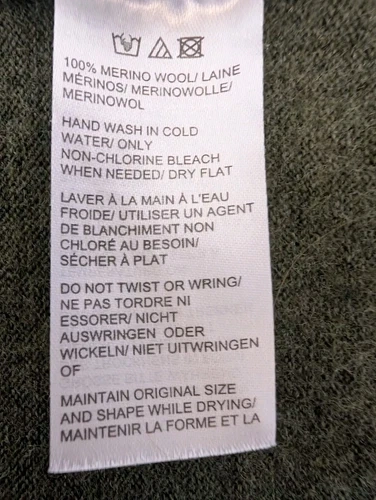 100% MERINO WOOL/ LAINE
MÉRINOS/ MERINOWOLLE/
MERINOWOL
HAND WASH IN COLD
WATER/ ONLY
NON-CHLORINE BLEACH
WHEN NEEDED/ DRY FLAT
LAVER À LA MAIN À L'EAU
FROIDE/ UTILISER UN AGENT
DE BLANCHIMENT NON
CHLORÉ AU BESOIN/
SÉCHER À PLAT
DO NOT TWIST OR WRING/
NE PAS TORDRE NI
ESSORER/ NICHT
AUSWRINGEN ODER
WICKELN/ NIET UITWRINGEN
OF
MAINTAIN ORIGINAL SIZE
AND SHAPE WHILE DRYING/
MAINTENIR LA FORME ET LA